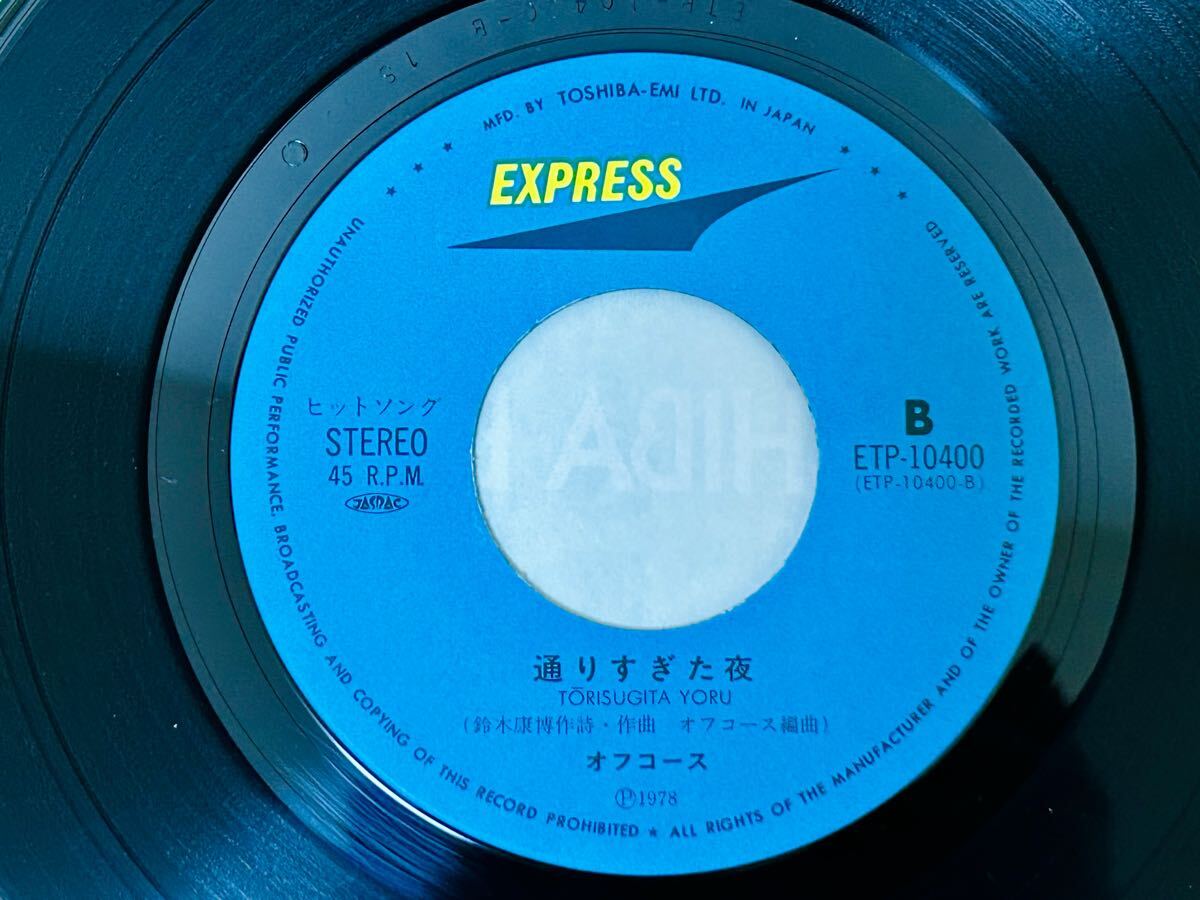 MFD. BY TOSHIBA-EMI LTD. IN JAPAN
EXPRESS
ヒットソング
STEREO
45 R.P.M.
JASRAC
B
ETP-10400
(ETP-10400-B)
通りすぎた夜
TŌRISUGITA YORU
(鈴木康博作詩・作曲 オフコース編曲)
オフコース
Ⓟ1978
UNAUTHORIZED PUBLIC PERFORMANCE, BROADCASTING AND COPYING OF THIS RECORD PROHIBITED ★ ALL RIGHTS OF THE MANUFACTURER AND OF THE OWNER OF THE RECORDED WORK ARE RESERVED